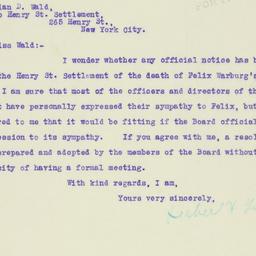 ian D. Wald,
o Henry St. Settlement,
265 Henry St.,
New York City.
iss Wald:-
I wonder whether any official notice has b
the Henry St. Settlement of the death of Felix Warburg's
I am sure that most of the officers and directors of th
t have personally expressed their sympathy to Felix, but
red to me that it would be fitting if the Board official
ession to its sympathy. If you agree with me, a resol
prepared and adopted by the members of the Board without
sity of having a formal meeting.
With kind regards, I am,
Yours very sincerely,